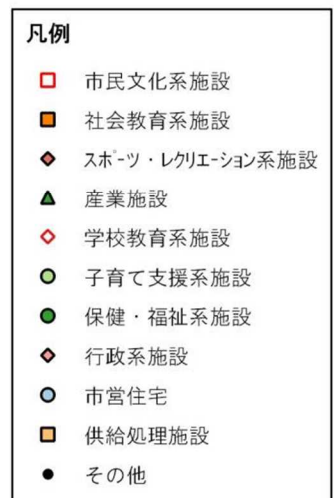 凡例
市民文化系施設
社会教育系施設
スポーツ・レクリエーション系施設
産業施設
学校教育系施設
子育て支援系施設
保健・福祉系施設
行政系施設
市営住宅
供給処理施設
その他